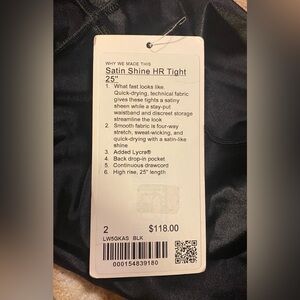 WHY WE MADE THIS
Satin Shine HR Tight
25"
1. What fast looks like.
Quick-drying, technical fabric
gives these tights a satiny
sheen while a stay-put
waistband and discreet storage
streamline the look
2. Smooth fabric is four-way
stretch, sweat-wicking, and
quick-drying with a satin-like
shine
3. Added Lycra®
4. Back drop-in pocket
5. Continuous drawcord
6. High rise, 25" length
2 $118.00
LW5GKAS BLK
000154839180